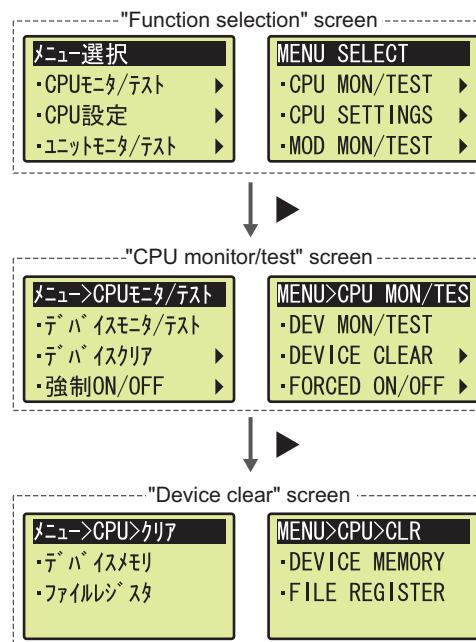 "Function selection" screen
ﾒﾆｭｰ選択
･CPUﾓﾆﾀ/ﾃｽﾄ ▶
･CPU設定 ▶
･ﾕﾆｯﾄﾓﾆﾀ/ﾃｽﾄ ▶
MENU SELECT
･CPU MON/TEST ▶
･CPU SETTINGS ▶
･MOD MON/TEST ▶
"CPU monitor/test" screen
ﾒﾆｭｰ>CPUﾓﾆﾀ/ﾃｽﾄ
･ﾃﾞﾊﾞｲｽﾓﾆﾀ/ﾃｽﾄ
･ﾃﾞﾊﾞｲｽｸﾘｱ ▶
･強制ON/OFF ▶
MENU>CPU MON/TES
･DEV MON/TEST
･DEVICE CLEAR ▶
･FORCED ON/OFF ▶
"Device clear" screen
ﾒﾆｭｰ>CPU>ｸﾘｱ
･ﾃﾞﾊﾞｲｽﾒﾓﾘ
･ﾌｧｲﾙﾚｼﾞｽﾀ
MENU>CPU>CLR
･DEVICE MEMORY
･FILE REGISTER